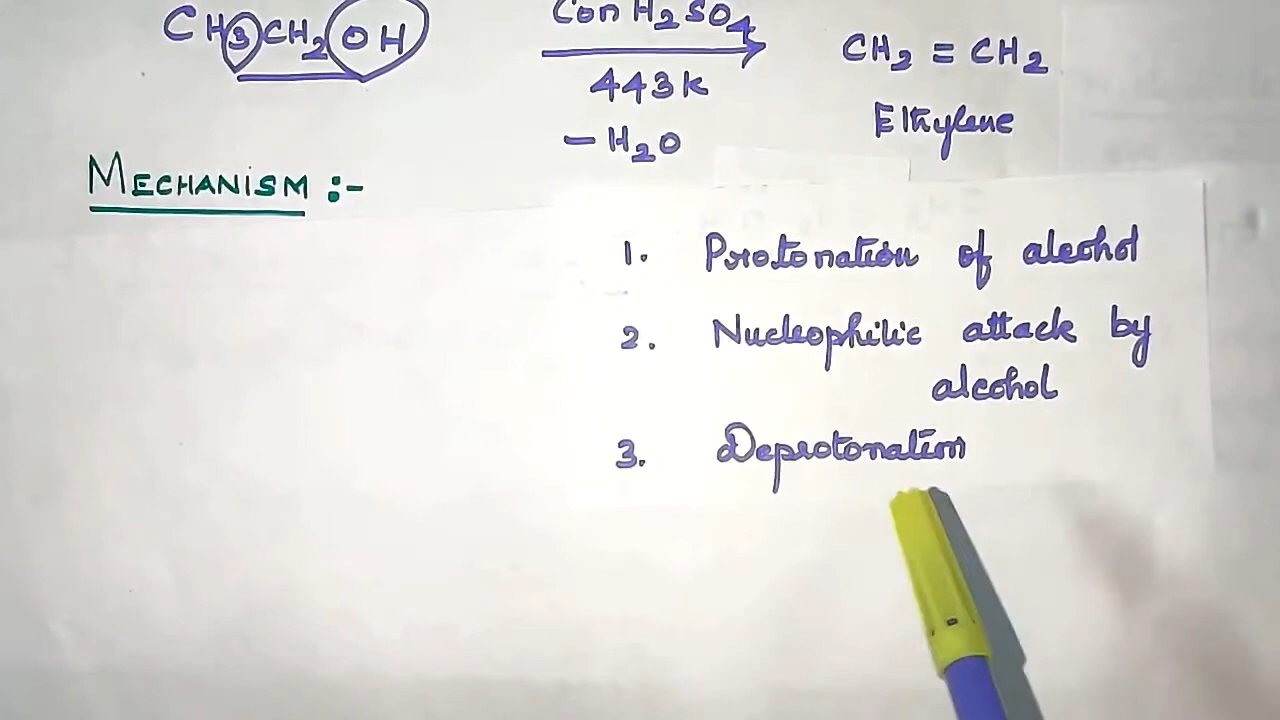 CH3CH2OH Con H2SO4 CH2 = CH2
443K
Elthylene
- H2O
MECHANISM :-
1. Protonation of alcohol
2. Nucleophilic attack by
alcohol
3. Deprotonation